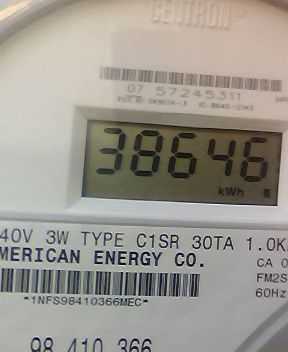 CENTRON®
07 57245311
38646
kWh
40V 3W TYPE C1SR 30TA 1.0K
MERICAN ENERGY CO.
CA 0
FM2S
60Hz
*1NFS98410366MEC*
98 410 366